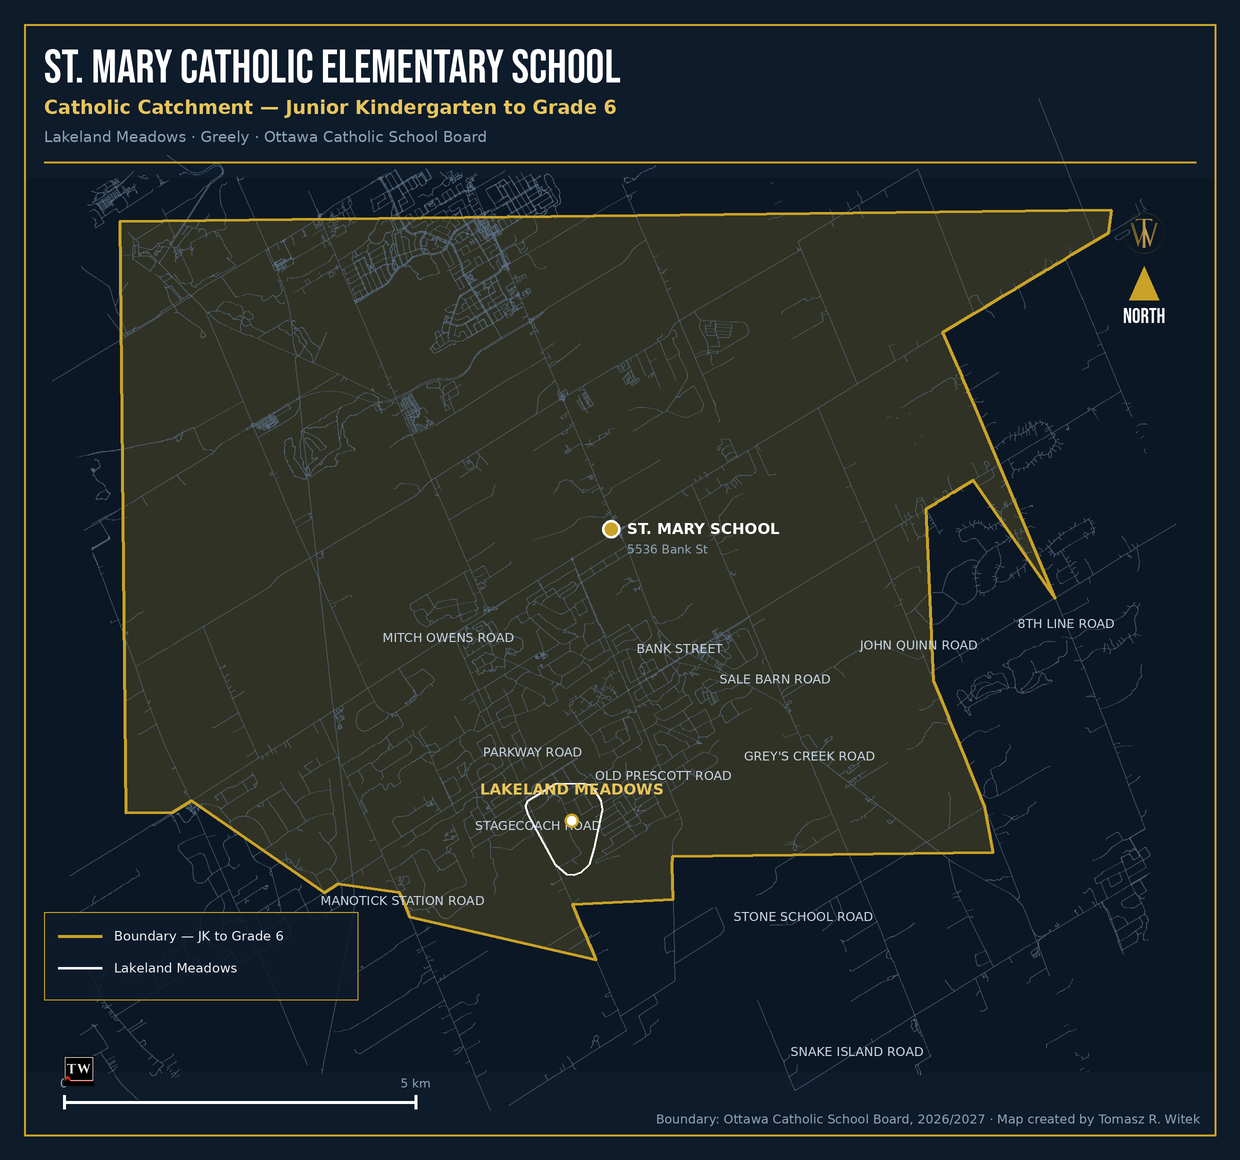 ST. MARY CATHOLIC ELEMENTARY SCHOOL
Catholic Catchment — Junior Kindergarten to Grade 6
Lakeland Meadows · Greely · Ottawa Catholic School Board
NORTH
ST. MARY SCHOOL
5536 Bank St
8TH LINE ROAD
MITCH OWENS ROAD
JOHN QUINN ROAD
BANK STREET
SALE BARN ROAD
PARKWAY ROAD
GREY'S CREEK ROAD
OLD PRESCOTT ROAD
LAKELAND MEADOWS
STAGECOACH ROAD
MANOTICK STATION ROAD
STONE SCHOOL ROAD
Boundary — JK to Grade 6
Lakeland Meadows
SNAKE ISLAND ROAD
TW
0
5 km
Boundary: Ottawa Catholic School Board, 2026/2027 · Map created by Tomasz R. Witek